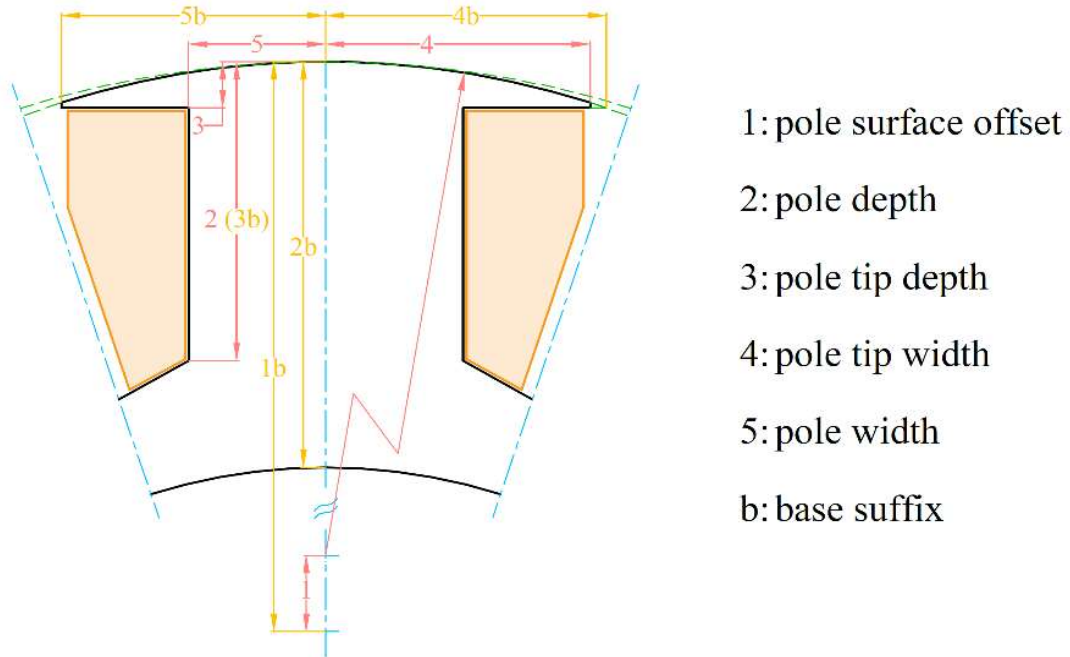 5b
4b
5
4
3
2 (3b)
2b
1b
1
1: pole surface offset
2: pole depth
3: pole tip depth
4: pole tip width
5: pole width
b: base suffix